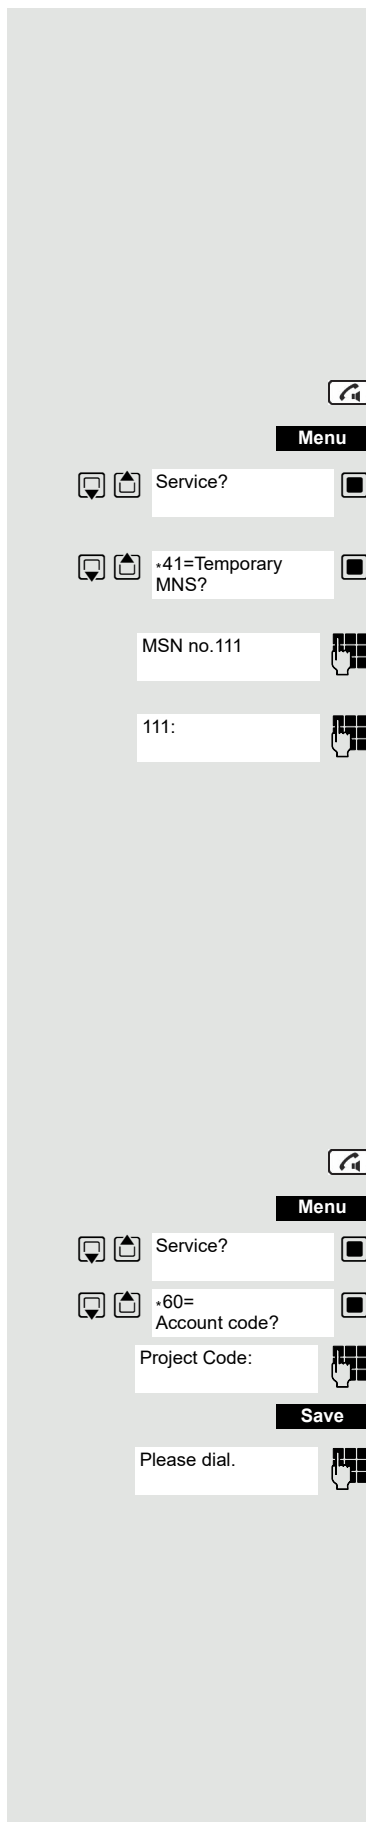 Menu
Service?
*41=Temporary
MNS?
MSN no.111
111:
Menu
Service?
*60=
Account code?
Project Code:
Save
Please dial.